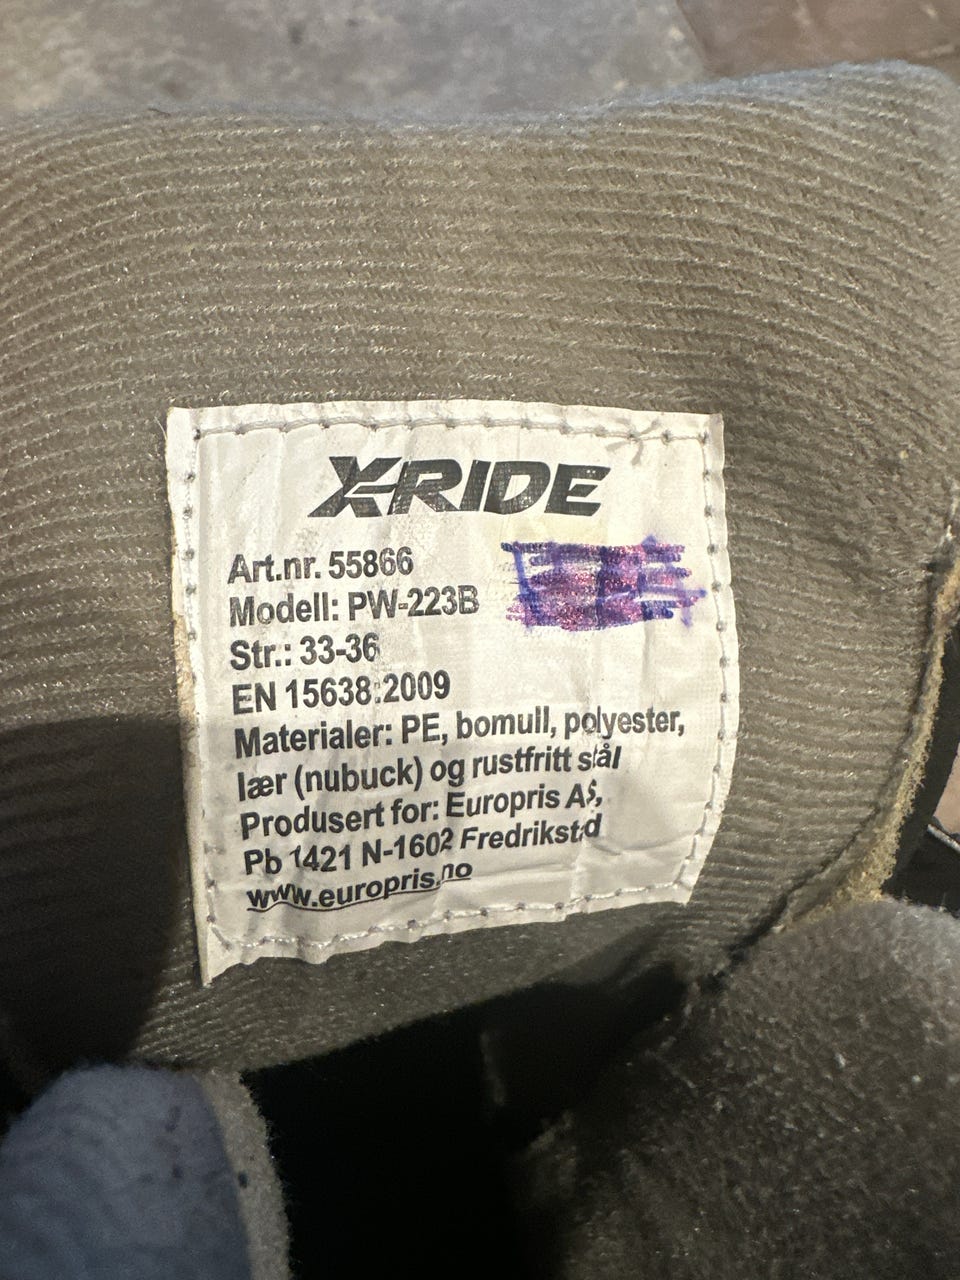 X-RIDE
Art.nr. 55866
Modell: PW-223B
Str.: 33-36
EN 15638:2009
Materialer: PE, bomull, polyester,
lær (nubuck) og rustfritt stål
Produsert for: Europris AS,
Pb 1421 N-1602 Fredrikstad
www.europris.no